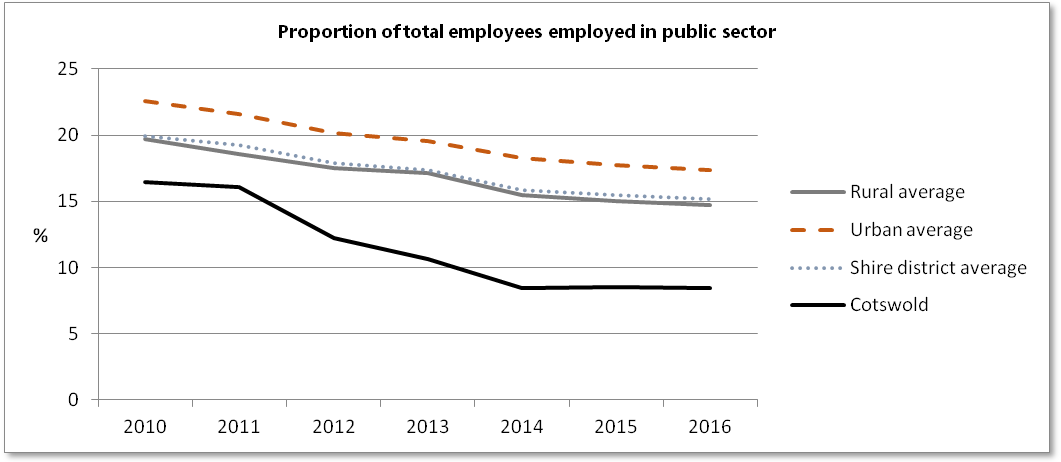 Proportion of total employees employed in public sector
25
20
15
10
5
0
%
2010 2011 2012 2013 2014 2015 2016
Rural average
Urban average
Shire district average
Cotswold